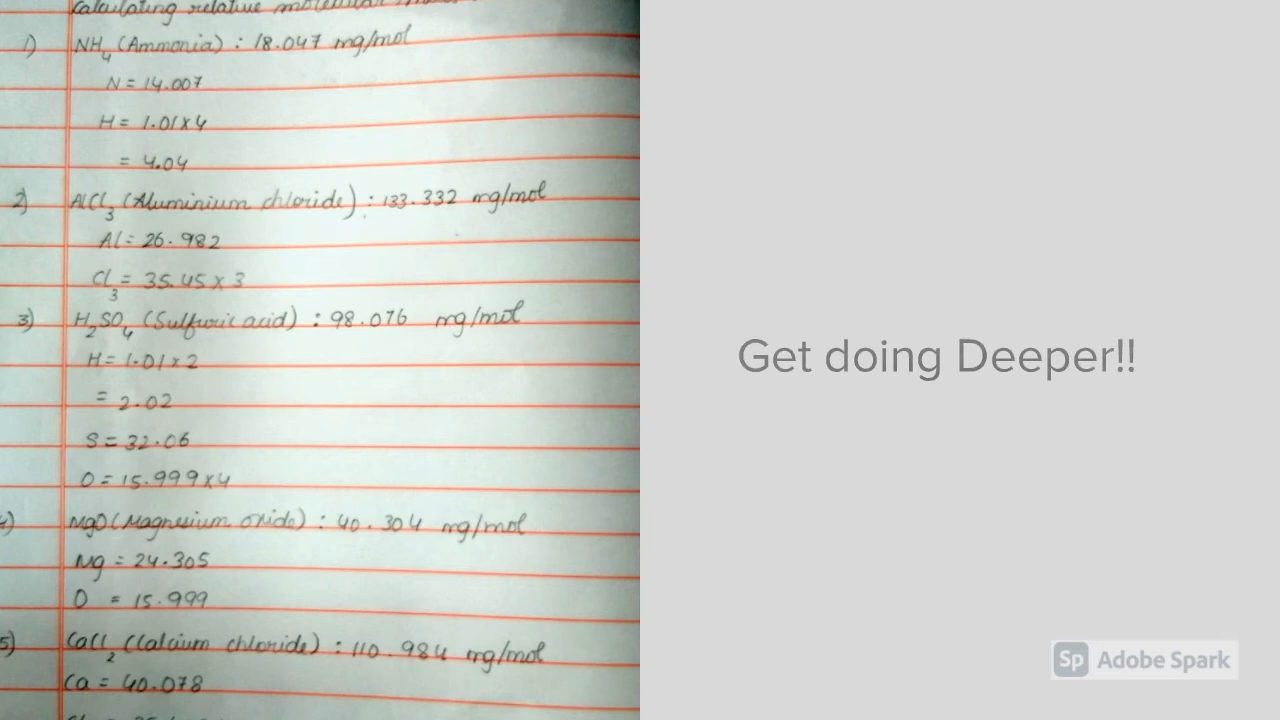 Calculating relative molecular
1) NH4 (Ammonia) : 18.047 mg/mol
N = 14.007
H = 1.01 x 4
= 4.04
2) AlCl3 (Aluminium chloride) : 133.332 mg/mol
Al = 26.982
Cl3 = 35.45 x 3
3) H2SO4 (Sulfuric acid) : 98.076 mg/mol
H = 1.01 x 2
= 2.02
S = 32.06
O = 15.999 x 4
4) MgO (Magnesium oxide) : 40.304 mg/mol
Mg = 24.305
O = 15.999
5) CaCl2 (Calcium chloride) : 110.984 mg/mol
Ca = 40.078
Get doing Deeper!!
Sp Adobe Spark